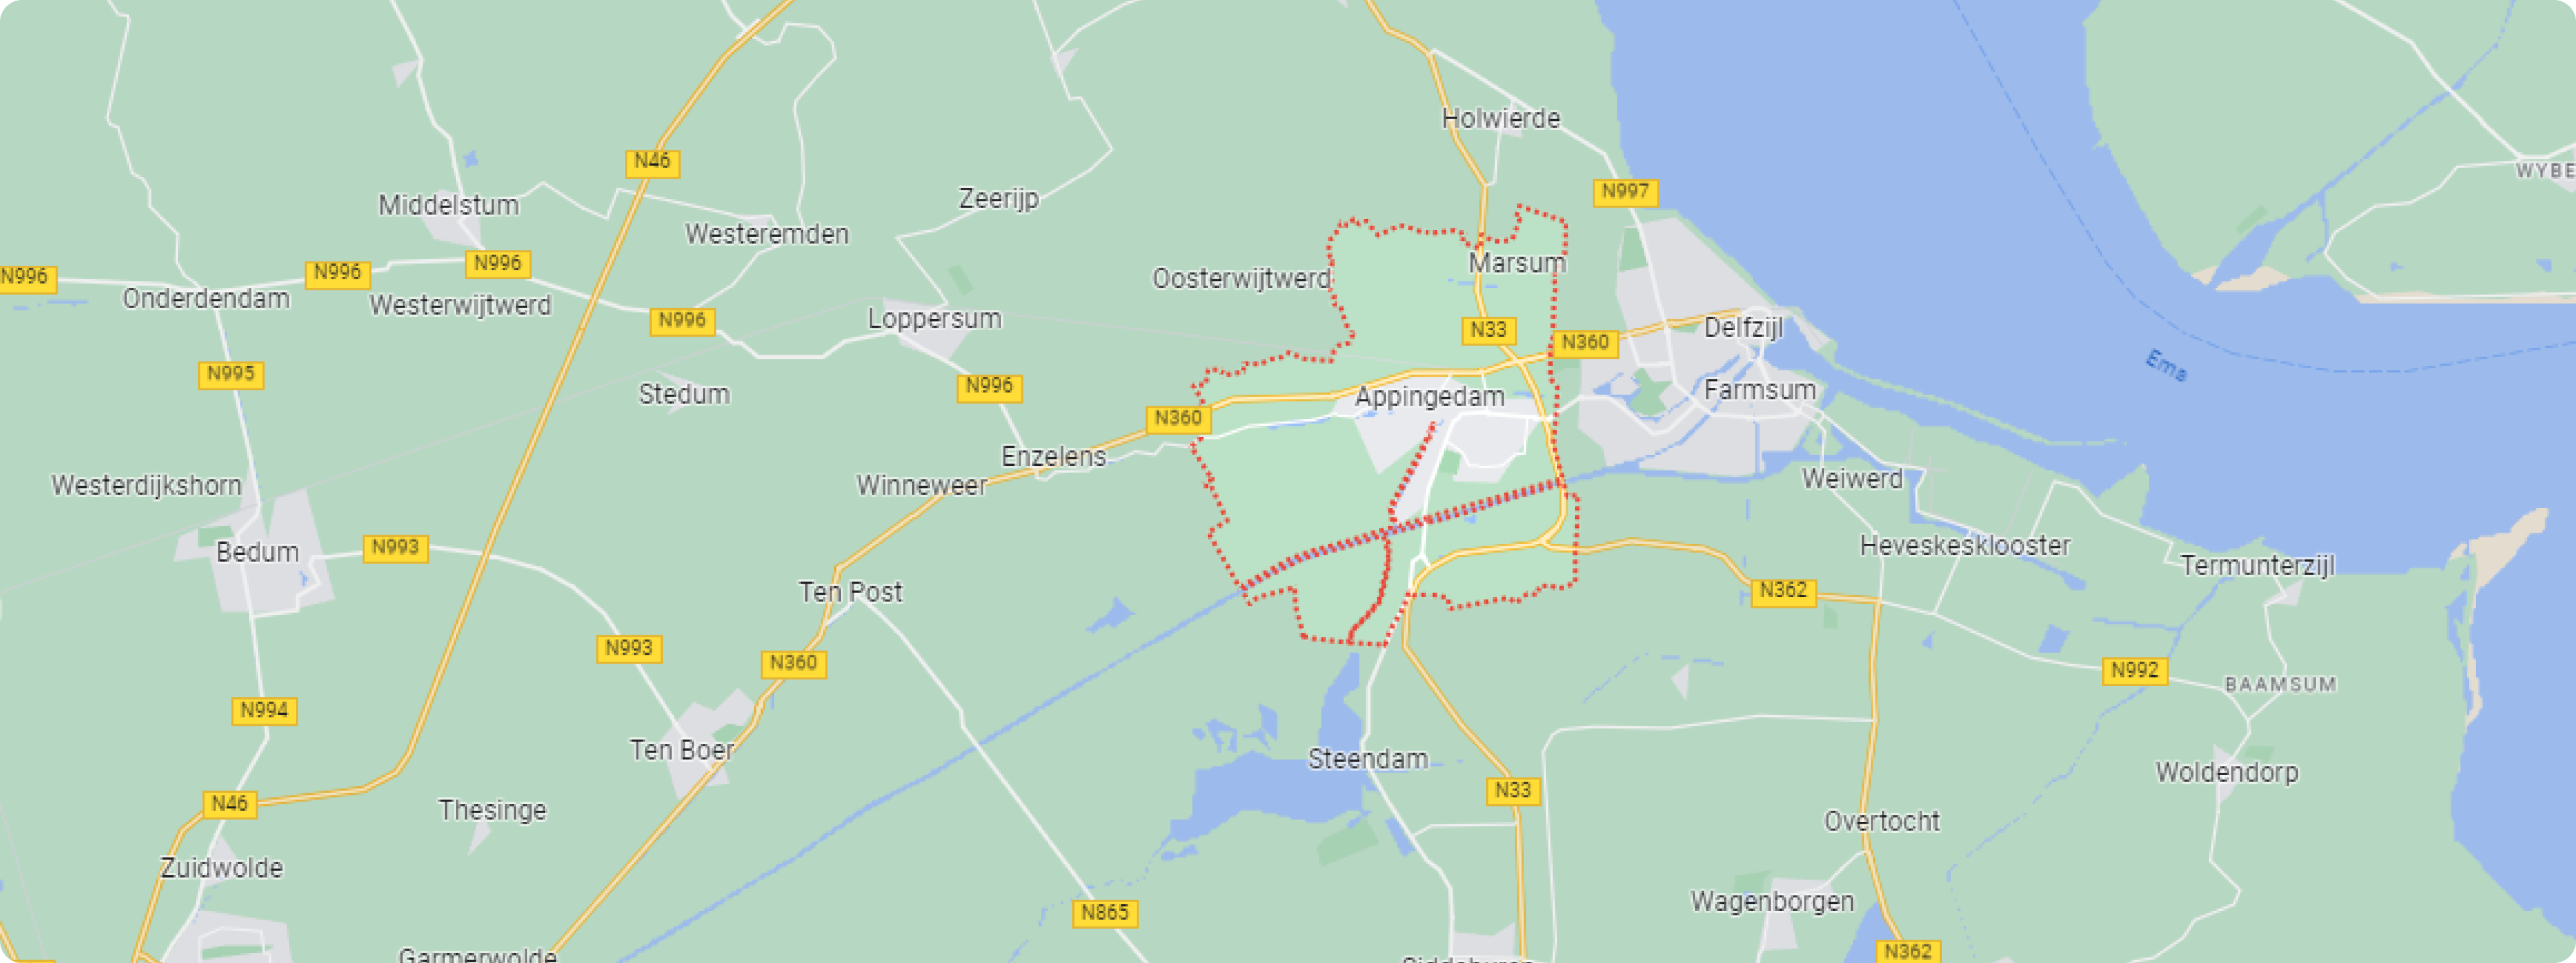 Holwierde
N46
WYBE
N997
Middelstum
Zeerijp
Westeremden
Marsum
N996
N996
N996
Oosterwijtwerd
Onderdendam
Westerwijtwerd
N996
Loppersum
N33
N360
Delfzijl
Ems
N995
Stedum
N996
Appingedam
Farmsum
N360
Enzelens
Westerdijkshorn
Winneweer
Weiwerd
Bedum
N993
Heveskesklooster
Termunterzijl
Ten Post
N362
N993
N360
N992
BAAMSUM
N994
Ten Boer
Steendam
Woldendorp
N46
Thesinge
N33
Overtocht
Zuidwolde
Wagenborgen
N865
N362
Garmerwolde